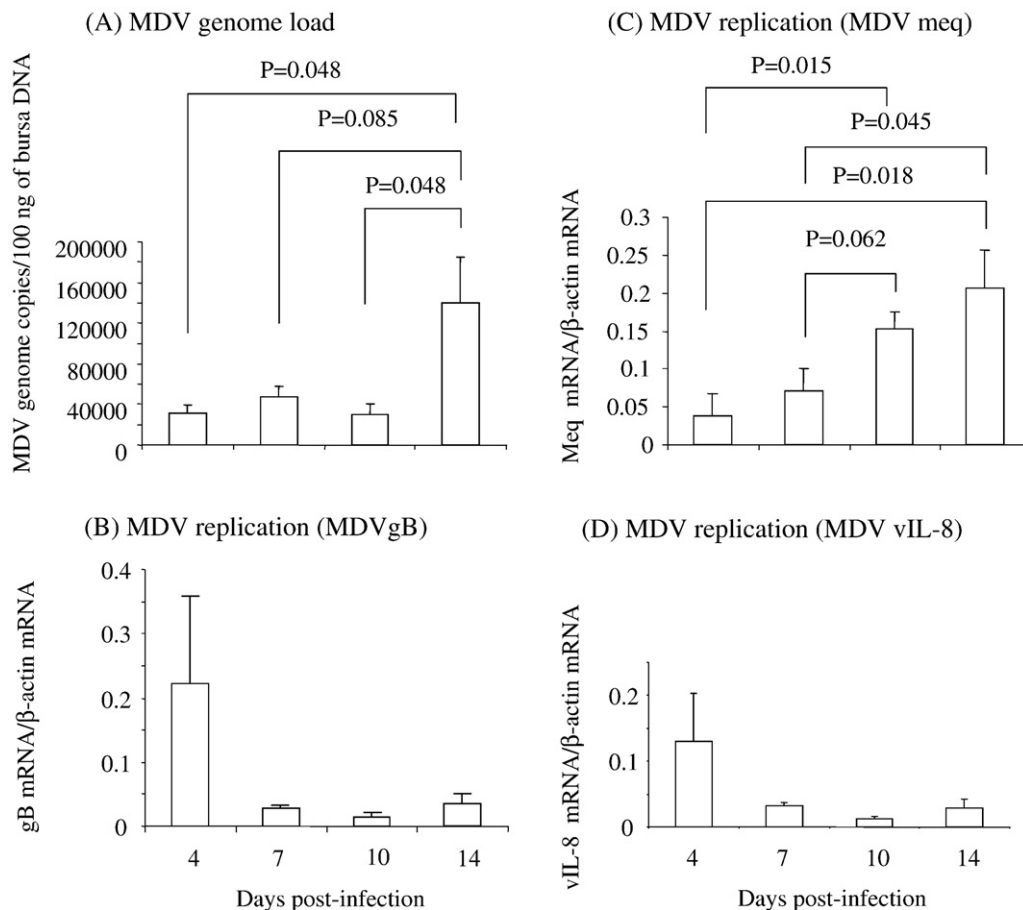 (A) MDV genome load
P=0.048
P=0.085
P=0.048
MDV genome copies/100 ng of bursa DNA
200000
160000
120000
80000
40000
0
(C) MDV replication (MDV meq)
P=0.015
P=0.045
P=0.018
P=0.062
Meq mRNA/β-actin mRNA
0.3
0.25
0.2
0.15
0.1
0.05
0
(B) MDV replication (MDVgB)
gB mRNA/β-actin mRNA
0.4
0.3
0.2
0.1
0
4 7 10 14
Days post-infection
(D) MDV replication (MDV vIL-8)
vIL-8 mRNA/β-actin mRNA
0.2
0.1
0
4 7 10 14
Days post-infection